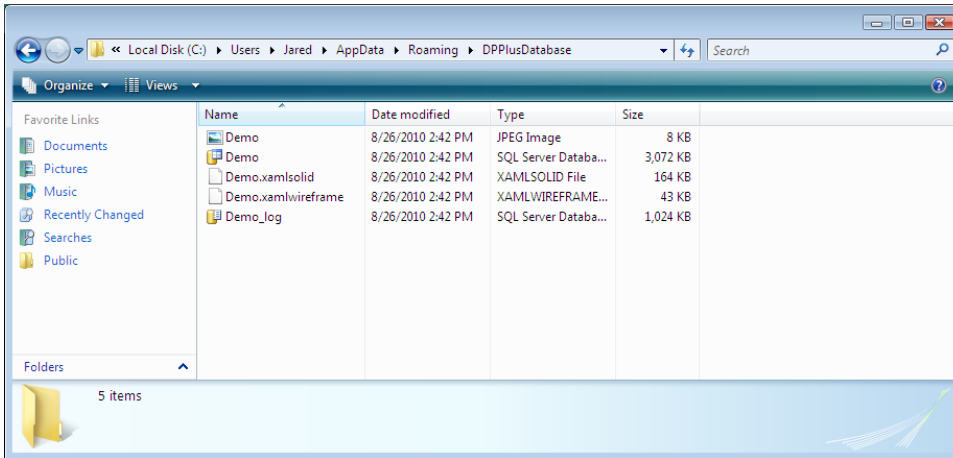 « Local Disk (C:) ▸ Users ▸ Jared ▸ AppData ▸ Roaming ▸ DPPlusDatabase Search
Organize Views
Favorite Links
Documents
Pictures
Music
Recently Changed
Searches
Public
Folders
Name Date modified Type Size
Demo 8/26/2010 2:42 PM JPEG Image 8 KB
Demo 8/26/2010 2:42 PM SQL Server Databa... 3,072 KB
Demo.xamlsolid 8/26/2010 2:42 PM XAMLSOLID File 164 KB
Demo.xamlwireframe 8/26/2010 2:42 PM XAMLWIREFRAME... 43 KB
Demo_log 8/26/2010 2:42 PM SQL Server Databa... 1,024 KB
5 items